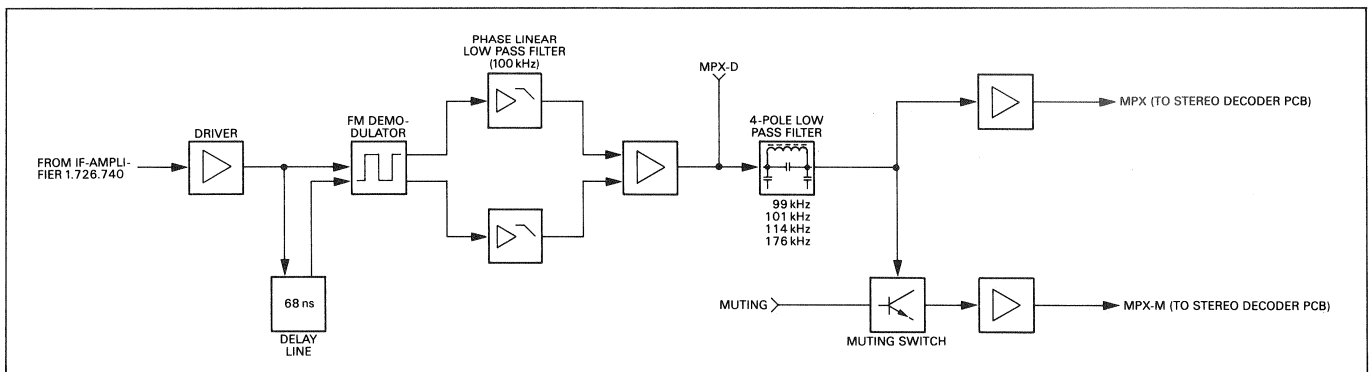 PHASE LINEAR
LOW PASS FILTER
(100 kHz)
MPX-D
DRIVER
FM DEMO-
DULATOR
4-POLE LOW
PASS FILTER
MPX (TO STEREO DECODER PCB)
FROM IF-AMPLI-
FIER 1.726.740
99 kHz
101 kHz
114 kHz
176 kHz
68 ns
DELAY
LINE
MUTING
MUTING SWITCH
MPX-M (TO STEREO DECODER PCB)